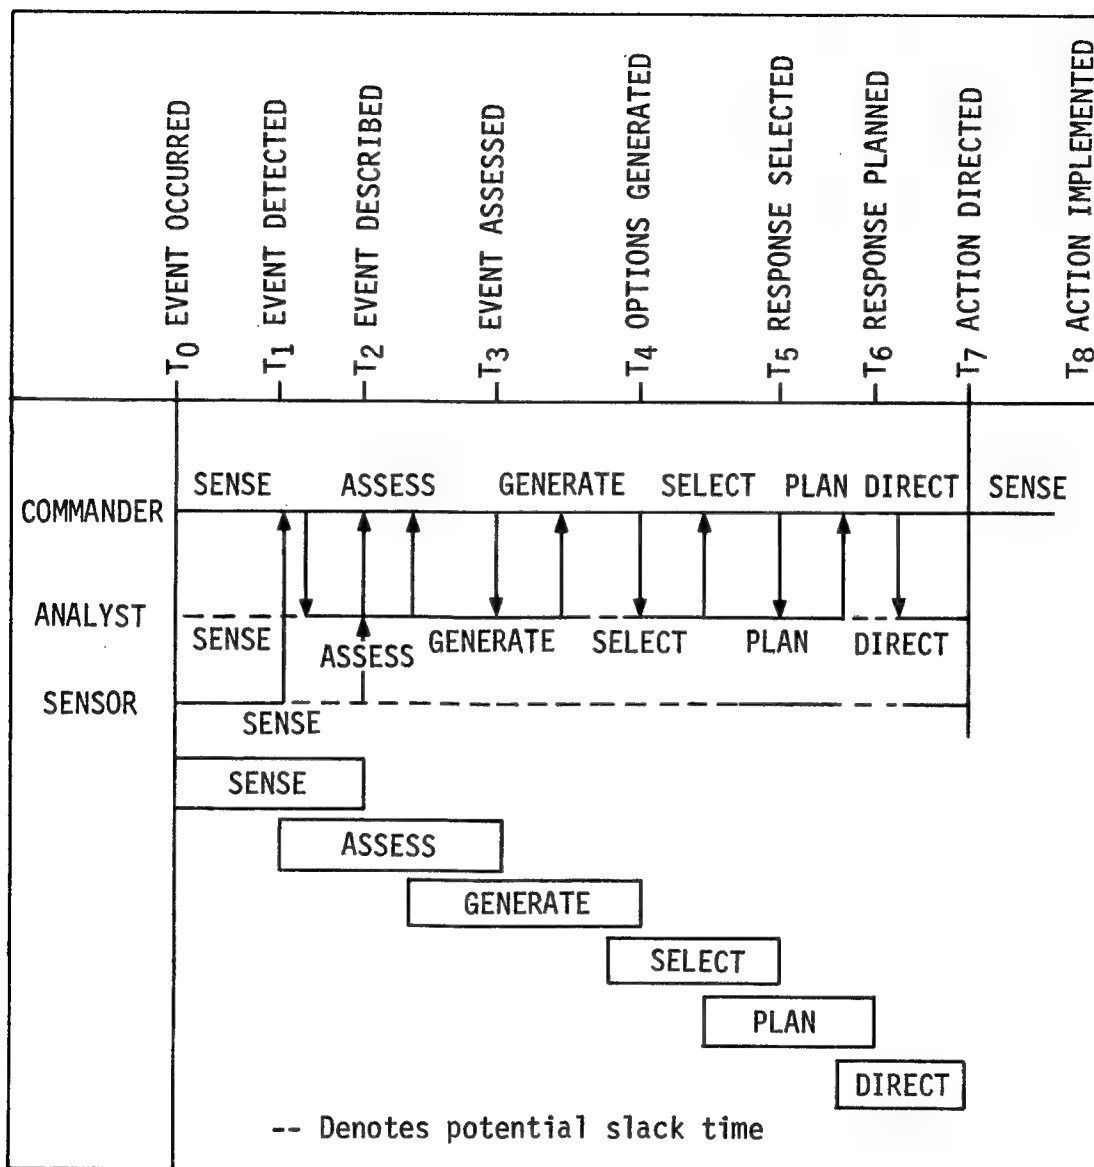 T0 EVENT OCCURRED
T1 EVENT DETECTED
T2 EVENT DESCRIBED
T3 EVENT ASSESSED
T4 OPTIONS GENERATED
T5 RESPONSE SELECTED
T6 RESPONSE PLANNED
T7 ACTION DIRECTED
T8 ACTION IMPLEMENTED
SENSE ASSESS GENERATE SELECT PLAN DIRECT SENSE
COMMANDER
ANALYST
SENSE ASSESS GENERATE SELECT PLAN DIRECT
SENSOR
SENSE
SENSE
ASSESS
GENERATE
SELECT
PLAN
DIRECT
-- Denotes potential slack time